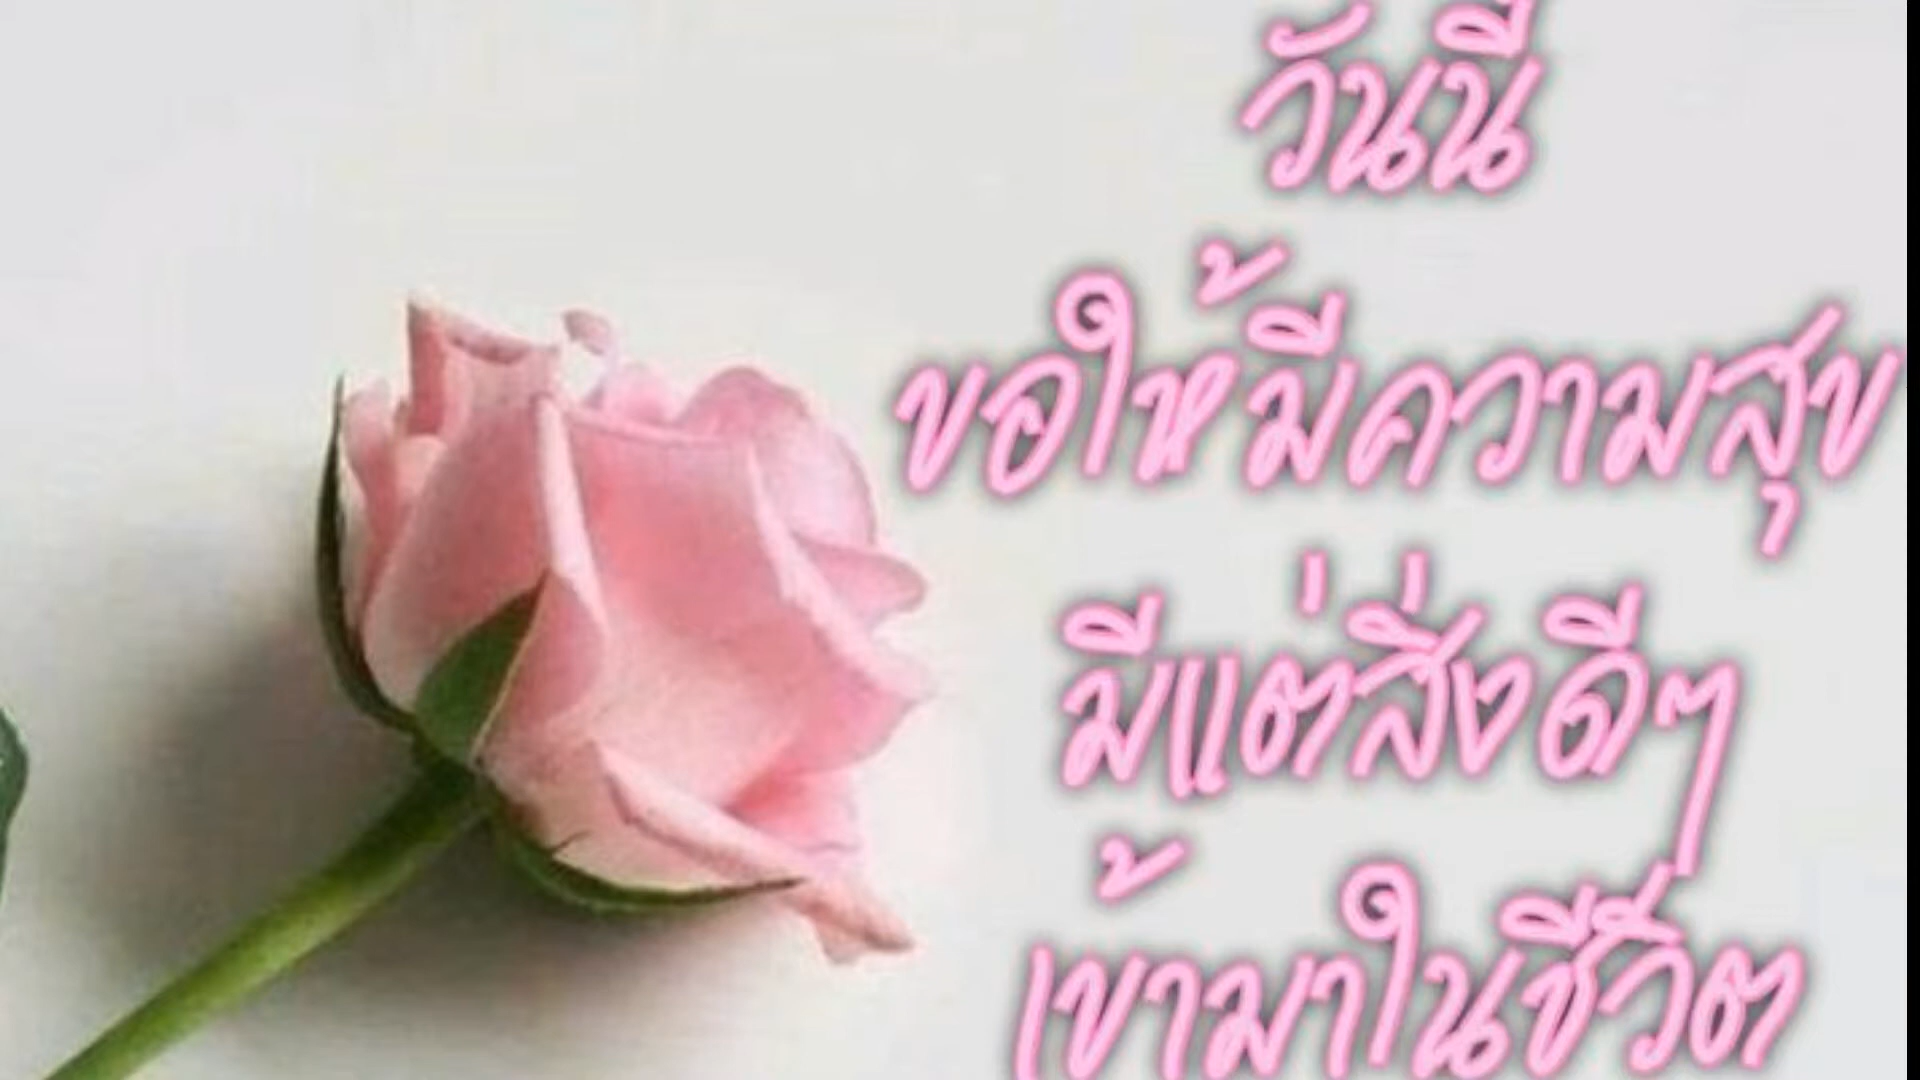 วันนี้
ขอให้มีความสุข
มีแต่สิ่งดีๆ
เข้ามาในชีวิต